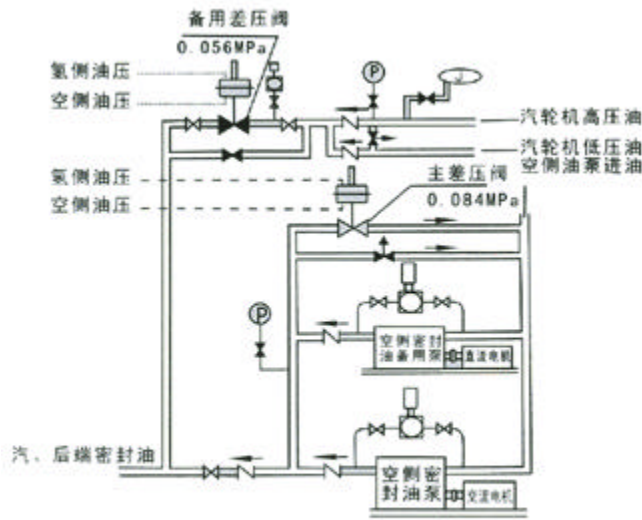 备用差压阀
0.056MPa
氢侧油压
空侧油压
P
汽轮机高压油
汽轮机低压油
空侧油泵进油
氢侧油压
空侧油压
主差压阀
0.084MPa
P
空侧密封
油备用泵
直流电机
汽、后端密封油
空侧密
封油泵
交流电机